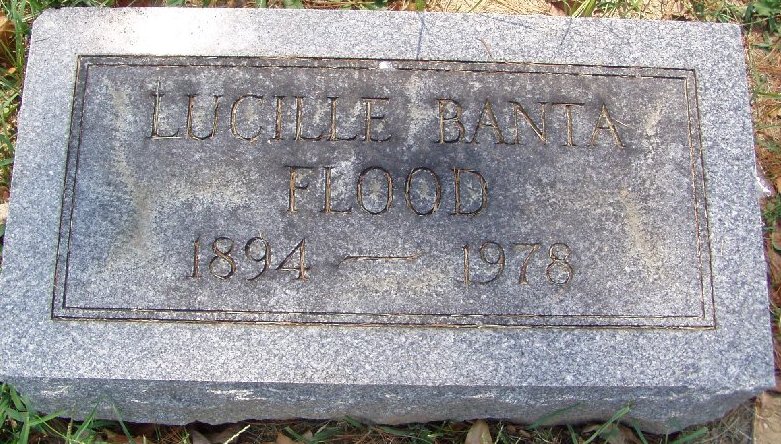 LUCILLE BANTA
FLOOD
1894 — 1978